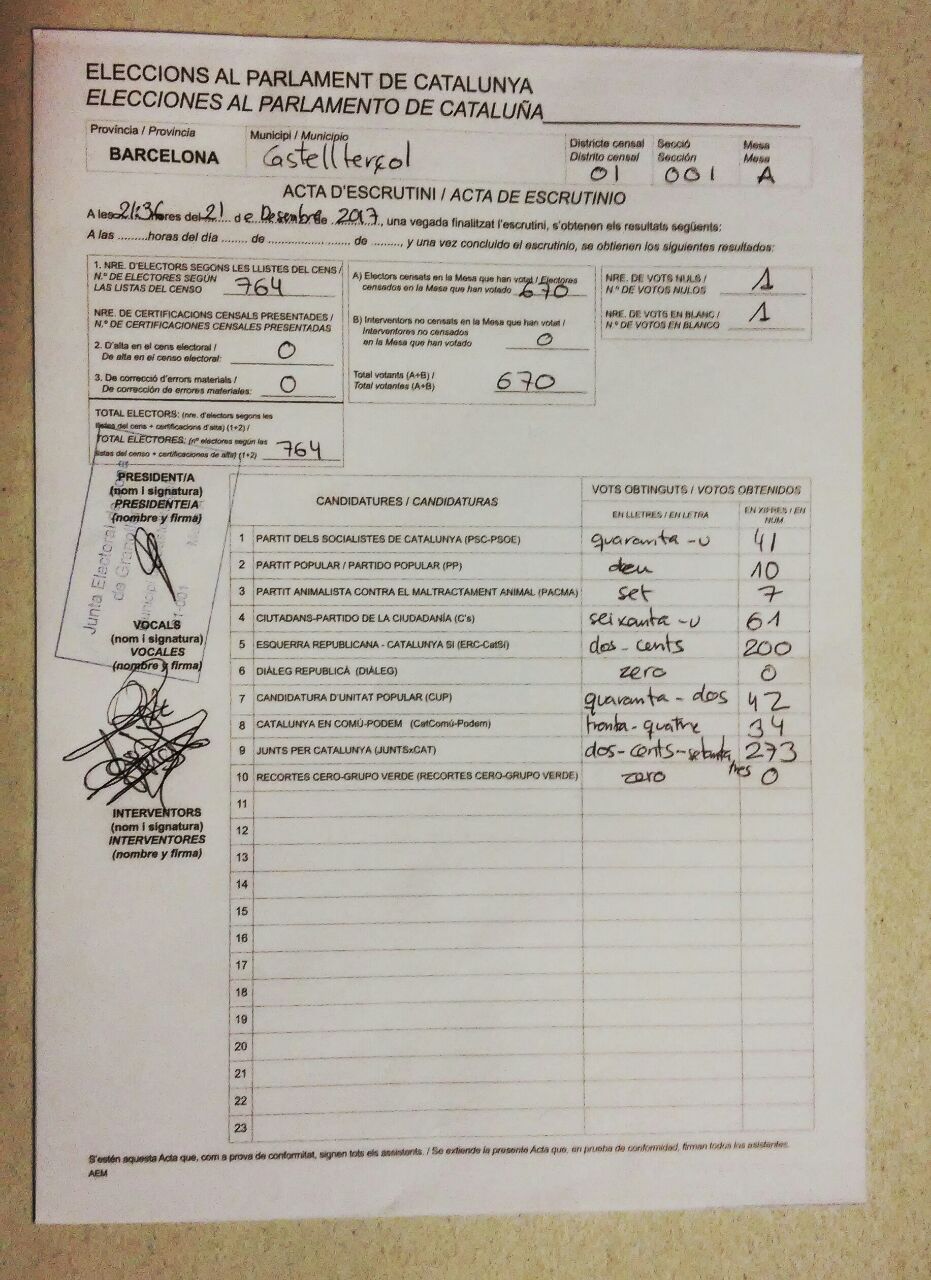 ELECCIONS AL PARLAMENT DE CATALUNYA
ELECCIONES AL PARLAMENTO DE CATALUÑA
Província / Provincia
BARCELONA
Municipi / Municipio
Castellterçol
Districte censal
Distrito censal
01
Secció
Sección
001
Mesa
Mesa
A
ACTA D'ESCRUTINI / ACTA DE ESCRUTINIO
A les 21:36 hores del 21 de Desembre de 2017, una vegada finalitzat l'escrutini, s'obtenen els resultats següents:
A las .........horas del día ........ de ........................ de ........, y una vez concluido el escrutinio, se obtienen los siguientes resultados:
1. NRE. D'ELECTORS SEGONS LES LLISTES DEL CENS /
N.º DE ELECTORES SEGÚN
LAS LISTAS DEL CENSO 764
NRE. DE CERTIFICACIONS CENSALS PRESENTADES /
N.º DE CERTIFICACIONES CENSALES PRESENTADAS
2. D'alta en el cens electoral /
De alta en el censo electoral: 0
3. De correcció d'errors materials /
De corrección de errores materiales: 0
TOTAL ELECTORS: (nre. d'electors segons les
llistes del cens + certificacions d'alta) (1+2) /
TOTAL ELECTORES: (nº electores según las
listas del censo + certificaciones de alta) (1+2) 764
A) Electors censats en la Mesa que han votat / Electores
censados en la Mesa que han votado 670
B) Interventors no censats en la Mesa que han votat /
Interventores no censados
en la Mesa que han votado 0
Total votants (A+B) /
Total votantes (A+B) 670
NRE. DE VOTS NULS /
N.º DE VOTOS NULOS 1
NRE. DE VOTS EN BLANC /
N.º DE VOTOS EN BLANCO 1
PRESIDENT/A
(nom i signatura)
PRESIDENTE/A
(nombre y firma)
Junta Electoral de
de Granollers
VOCALS
(nom i signatura)
VOCALES
(nombre y firma)
INTERVENTORS
(nom i signatura)
INTERVENTORES
(nombre y firma)
CANDIDATURES / CANDIDATURAS
VOTS OBTINGUTS / VOTOS OBTENIDOS
EN LLETRES / EN LETRA
EN XIFRES / EN
NUM
1 PARTIT DELS SOCIALISTES DE CATALUNYA (PSC-PSOE) quaranta-u 41
2 PARTIT POPULAR / PARTIDO POPULAR (PP) deu 10
3 PARTIT ANIMALISTA CONTRA EL MALTRACTAMENT ANIMAL (PACMA) set 7
4 CIUTADANS-PARTIDO DE LA CIUDADANÍA (C's) seixanta-u 61
5 ESQUERRA REPUBLICANA - CATALUNYA SÍ (ERC-CatSí) dos-cents 200
6 DIÀLEG REPUBLICÀ (DIÀLEG) zero 0
7 CANDIDATURA D'UNITAT POPULAR (CUP) quaranta-dos 42
8 CATALUNYA EN COMÚ-PODEM (CatComú-Podem) tronta-quatre 34
9 JUNTS PER CATALUNYA (JUNTSxCAT) dos-cents-setanta tres 273
10 RECORTES CERO-GRUPO VERDE (RECORTES CERO-GRUPO VERDE) zero 0
11
12
13
14
15
16
17
18
19
20
21
22
23
S'estén aquesta Acta que, com a prova de conformitat, signen tots els assistents. / Se extiende la presente Acta que, en prueba de conformidad, firman todos los asistentes.
AEM